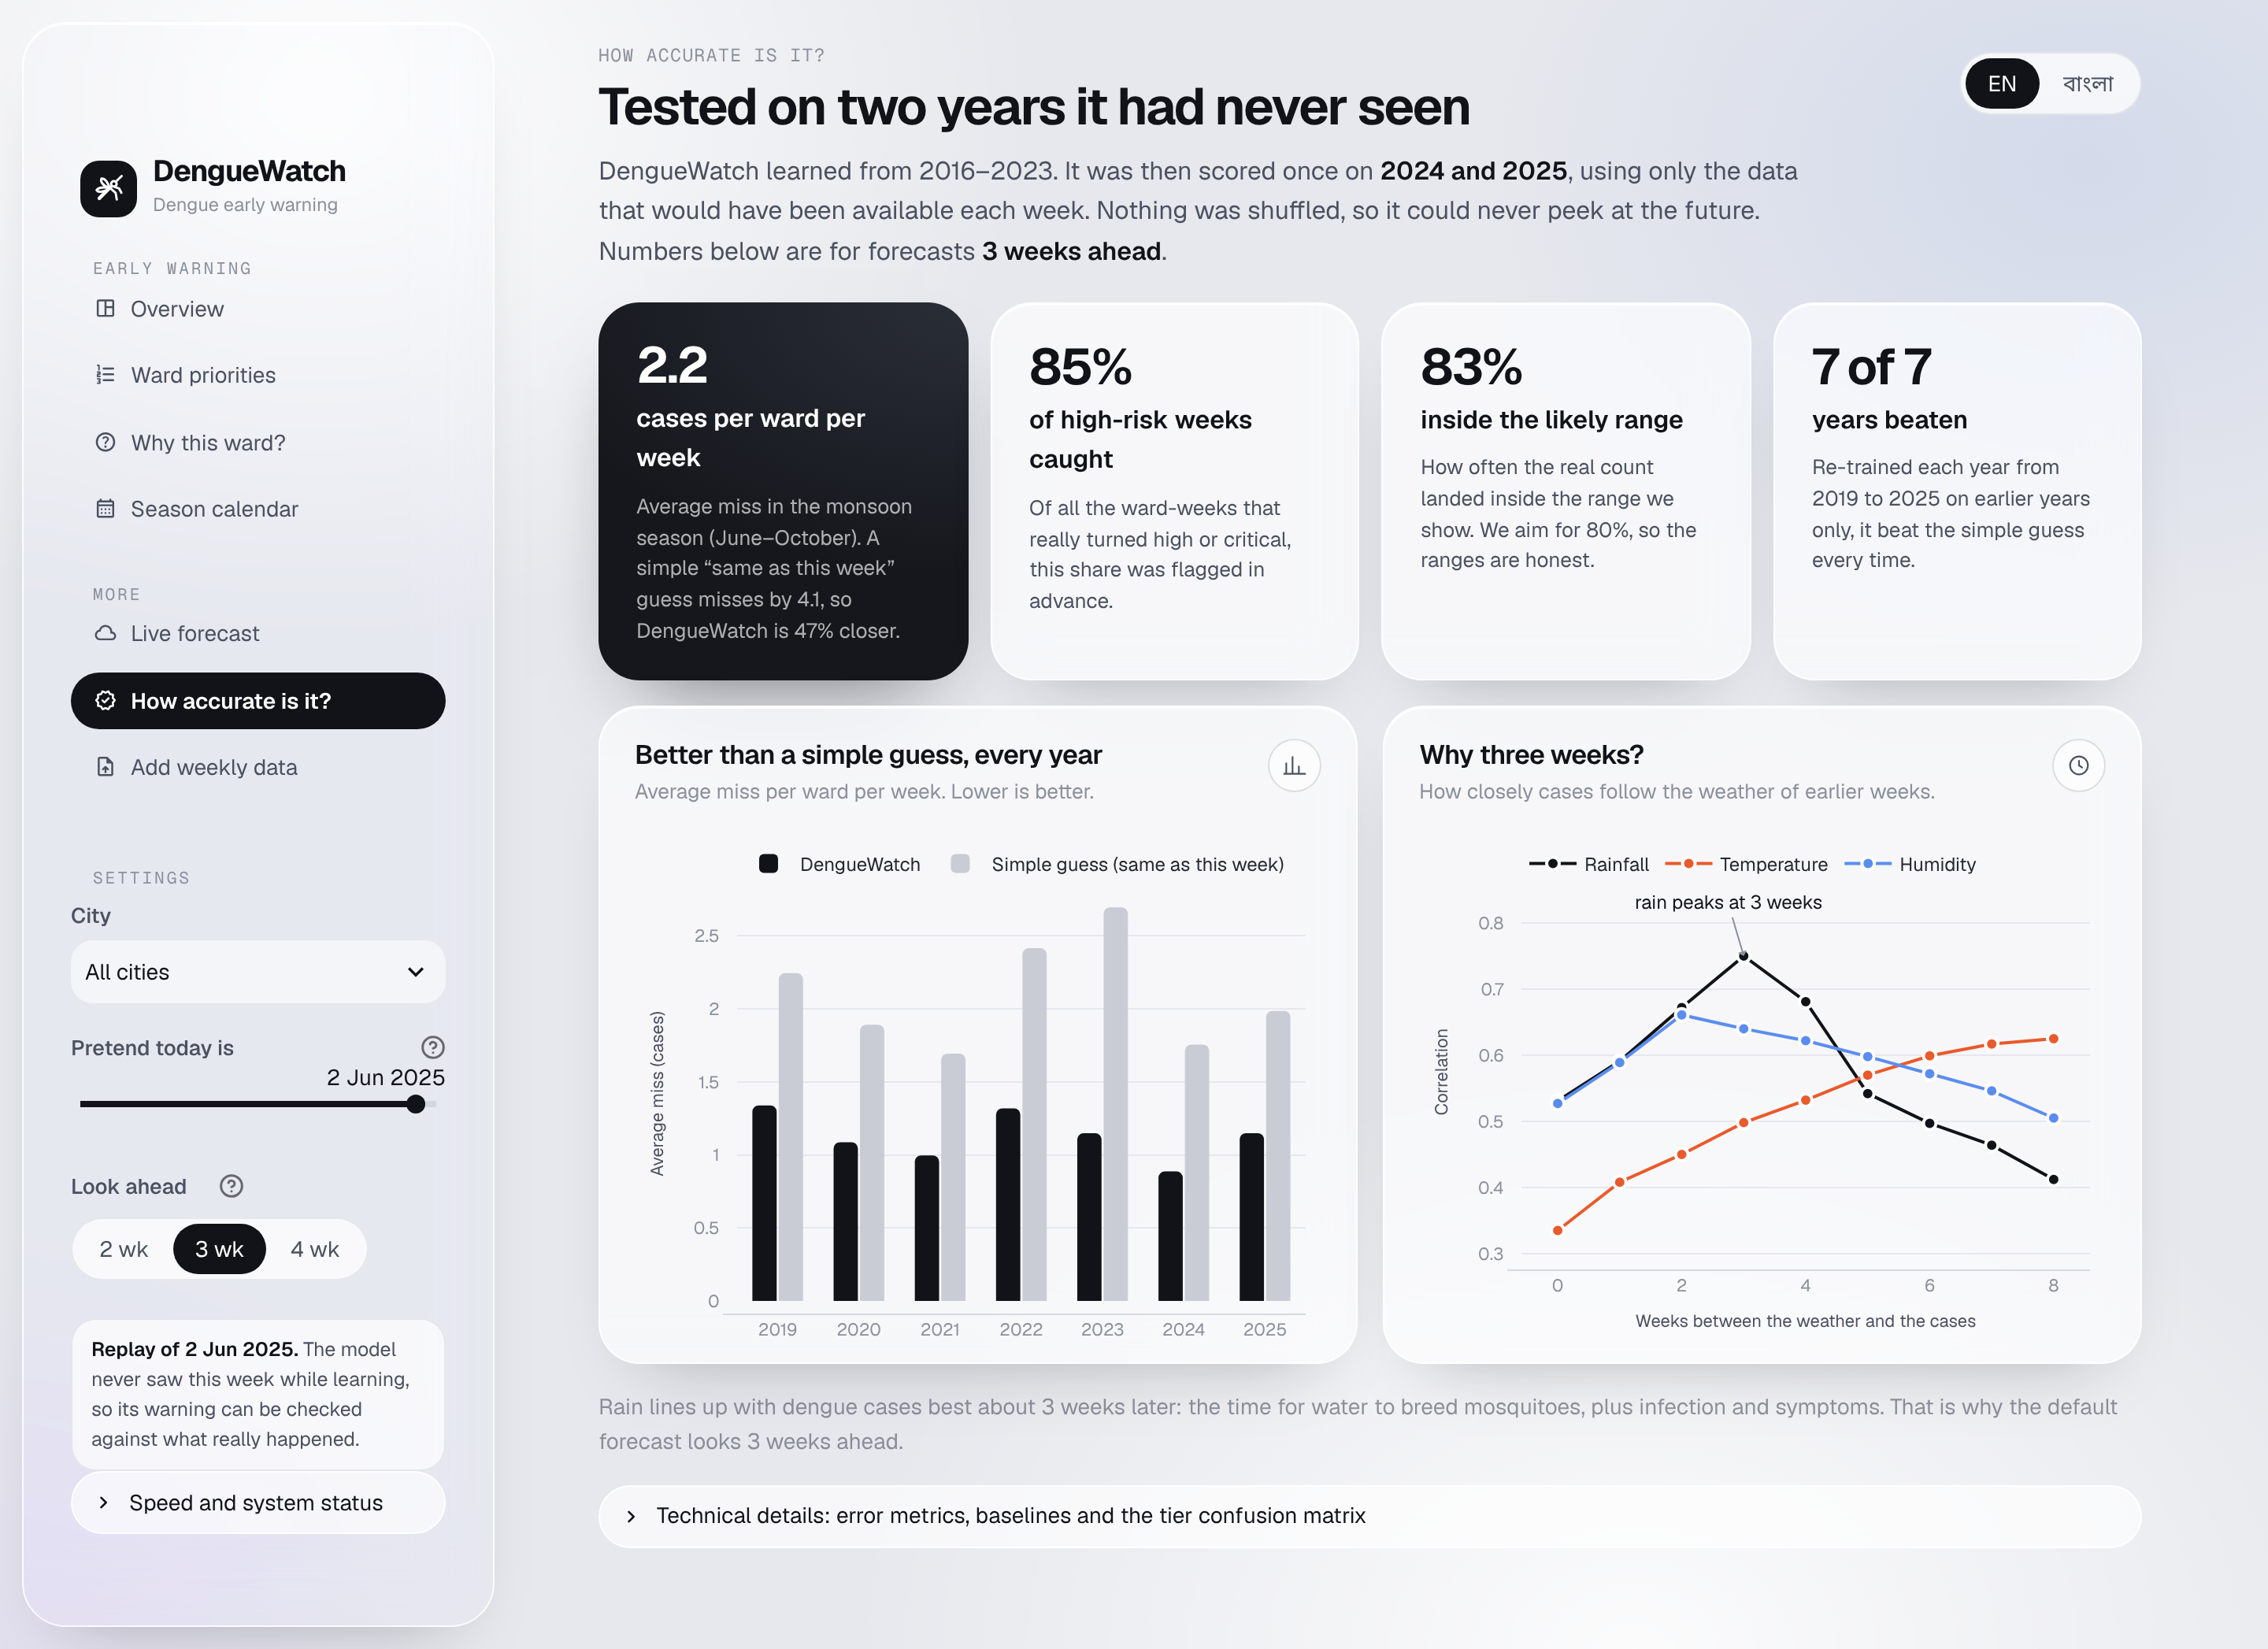 DengueWatch
Dengue early warning
EARLY WARNING
Overview
Ward priorities
Why this ward?
Season calendar
MORE
Live forecast
How accurate is it?
Add weekly data
SETTINGS
City
All cities
Pretend today is
2 Jun 2025
Look ahead
2 wk 3 wk 4 wk
Replay of 2 Jun 2025. The model
never saw this week while learning,
so its warning can be checked
against what really happened.
Speed and system status
HOW ACCURATE IS IT?
Tested on two years it had never seen
EN বাংলা
DengueWatch learned from 2016–2023. It was then scored once on 2024 and 2025, using only the data
that would have been available each week. Nothing was shuffled, so it could never peek at the future.
Numbers below are for forecasts 3 weeks ahead.
2.2
cases per ward per
week
Average miss in the monsoon
season (June–October). A
simple “same as this week”
guess misses by 4.1, so
DengueWatch is 47% closer.
85%
of high-risk weeks
caught
Of all the ward-weeks that
really turned high or critical,
this share was flagged in
advance.
83%
inside the likely range
How often the real count
landed inside the range we
show. We aim for 80%, so the
ranges are honest.
7 of 7
years beaten
Re-trained each year from
2019 to 2025 on earlier years
only, it beat the simple guess
every time.
Better than a simple guess, every year
Average miss per ward per week. Lower is better.
DengueWatch Simple guess (same as this week)
Average miss (cases)
2.5
2
1.5
1
0.5
0
2019 2020 2021 2022 2023 2024 2025
Why three weeks?
How closely cases follow the weather of earlier weeks.
Rainfall Temperature Humidity
rain peaks at 3 weeks
Correlation
0.8
0.7
0.6
0.5
0.4
0.3
0 2 4 6 8
Weeks between the weather and the cases
Rain lines up with dengue cases best about 3 weeks later: the time for water to breed mosquitoes, plus infection and symptoms. That is why the default
forecast looks 3 weeks ahead.
Technical details: error metrics, baselines and the tier confusion matrix